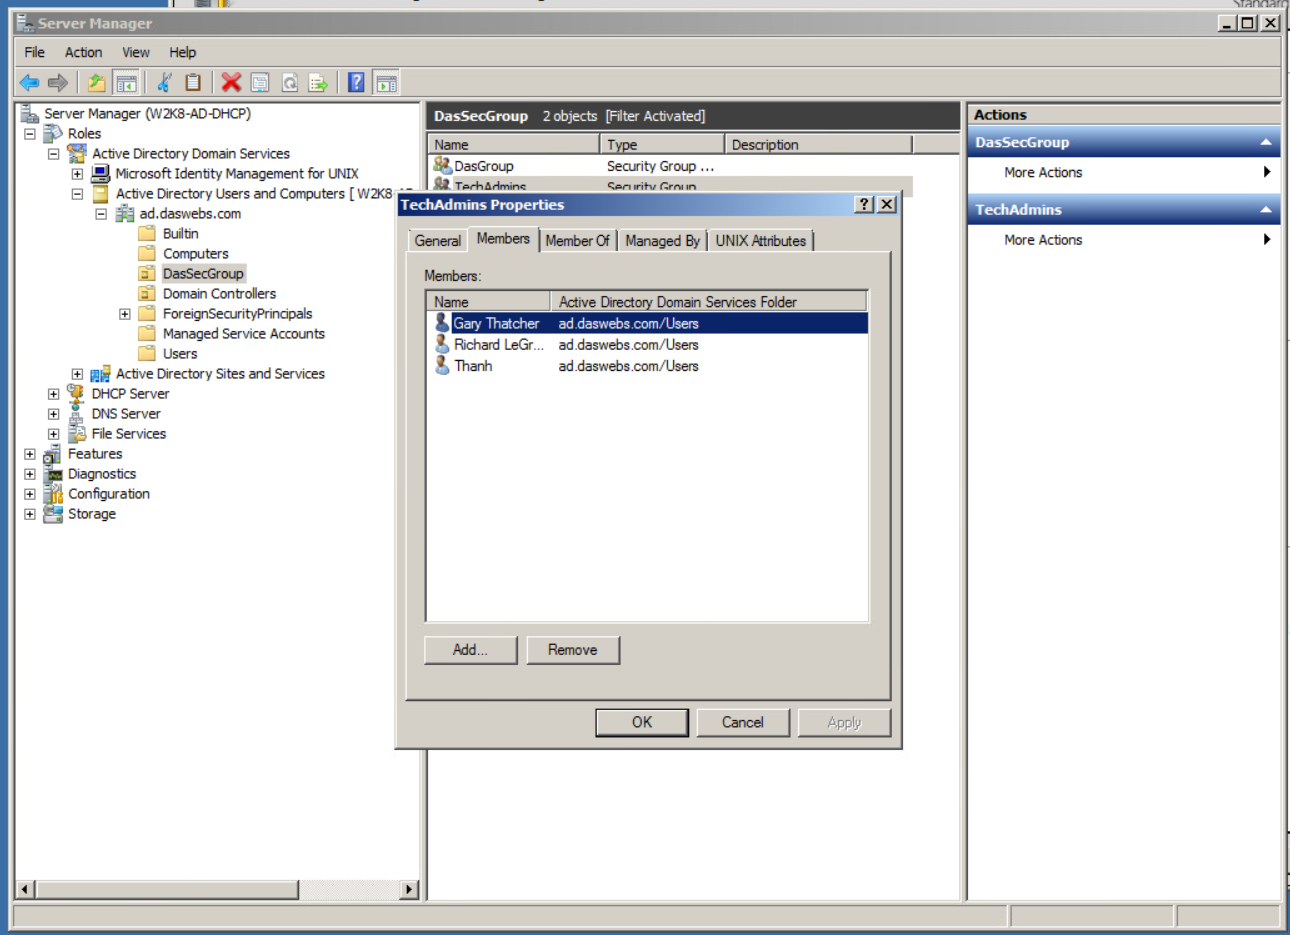 Standard
Server Manager
File Action View Help
Server Manager (W2K8-AD-DHCP)
Roles
Active Directory Domain Services
Microsoft Identity Management for UNIX
Active Directory Users and Computers [ W2K8-AD
ad.daswebs.com
Builtin
Computers
DasSecGroup
Domain Controllers
ForeignSecurityPrincipals
Managed Service Accounts
Users
Active Directory Sites and Services
DHCP Server
DNS Server
File Services
Features
Diagnostics
Configuration
Storage
DasSecGroup 2 objects [Filter Activated]
Name Type Description
DasGroup Security Group ...
TechAdmins Security Group
TechAdmins Properties
General Members Member Of Managed By UNIX Attributes
Members:
Name Active Directory Domain Services Folder
Gary Thatcher ad.daswebs.com/Users
Richard LeGr... ad.daswebs.com/Users
Thanh ad.daswebs.com/Users
Add... Remove
OK Cancel Apply
Actions
DasSecGroup
More Actions
TechAdmins
More Actions